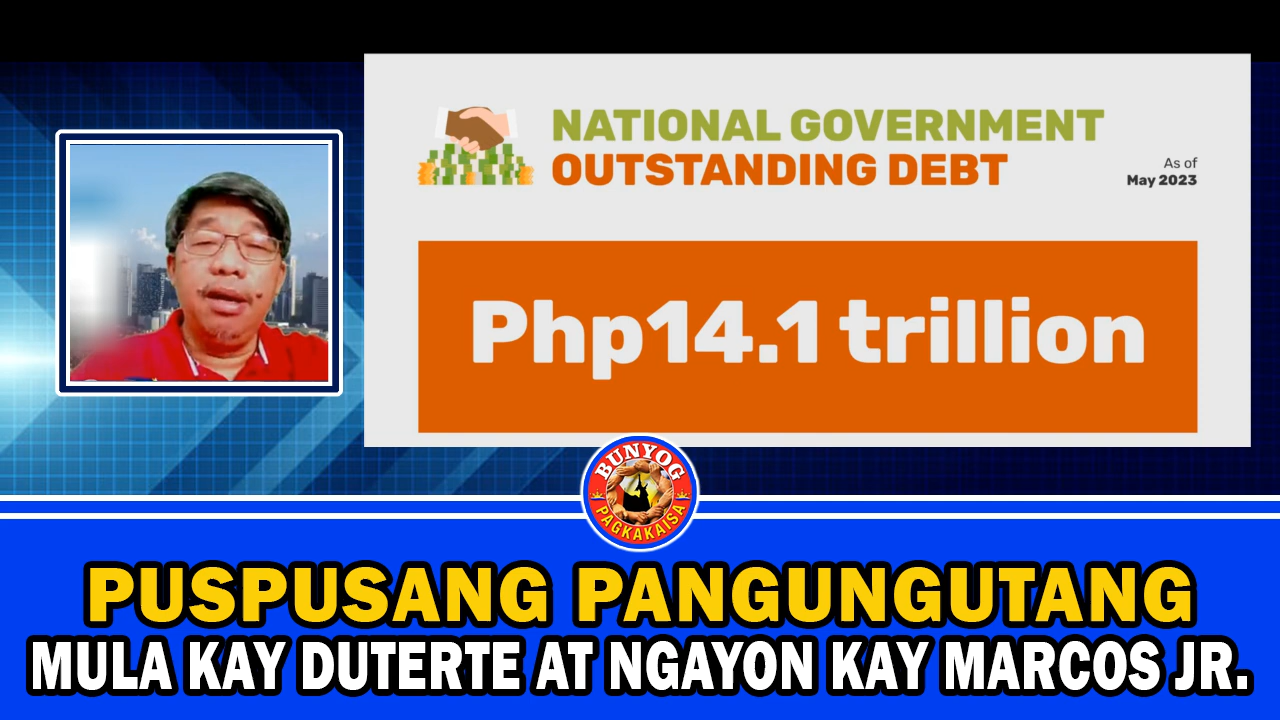 NATIONAL GOVERNMENT
OUTSTANDING DEBT
As of
May 2023
Php14.1 trillion
BUNYOG
PAGKAKAISA
PUSPUSANG PANGUNGUTANG
MULA KAY DUTERTE AT NGAYON KAY MARCOS JR.